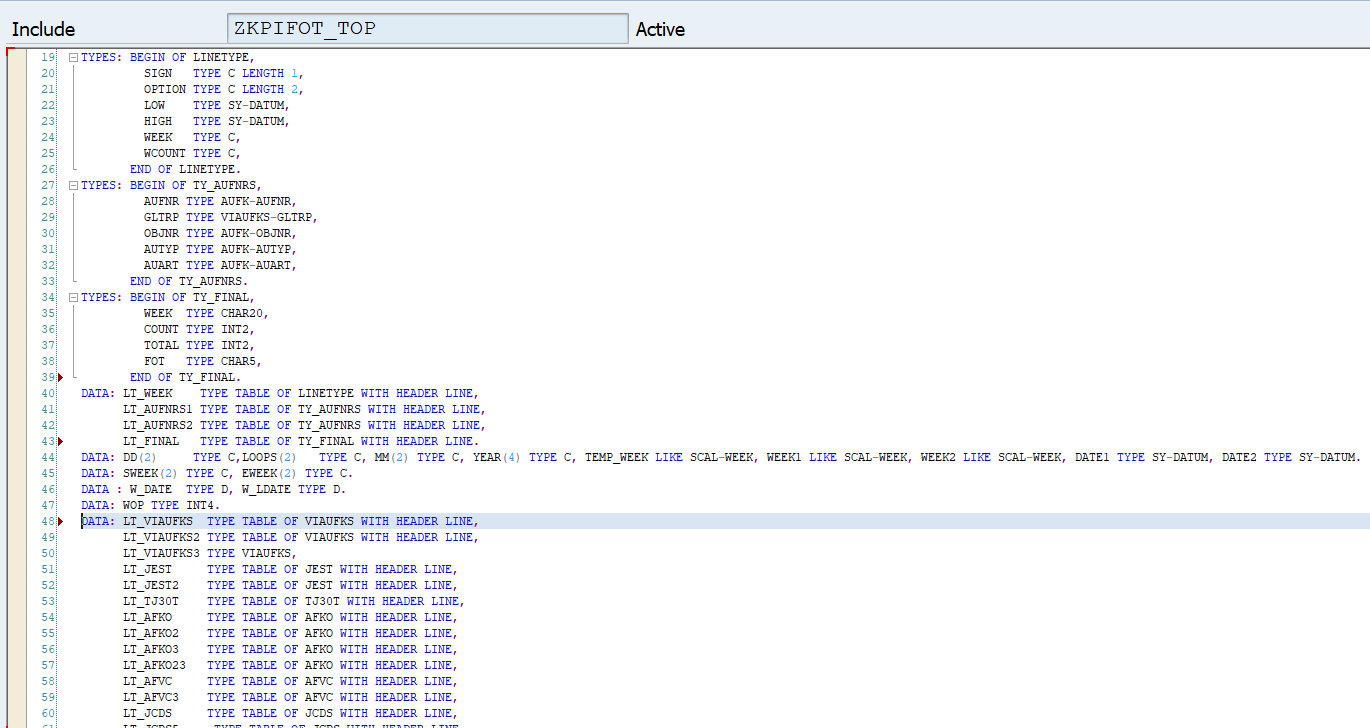 Include ZKPIFOT_TOP Active
19 TYPES: BEGIN OF LINETYPE,
20 SIGN TYPE C LENGTH 1,
21 OPTION TYPE C LENGTH 2,
22 LOW TYPE SY-DATUM,
23 HIGH TYPE SY-DATUM,
24 WEEK TYPE C,
25 WCOUNT TYPE C,
26 END OF LINETYPE.
27 TYPES: BEGIN OF TY_AUFNRS,
28 AUFNR TYPE AUFK-AUFNR,
29 GLTRP TYPE VIAUFKS-GLTRP,
30 OBJNR TYPE AUFK-OBJNR,
31 AUTYP TYPE AUFK-AUTYP,
32 AUART TYPE AUFK-AUART,
33 END OF TY_AUFNRS.
34 TYPES: BEGIN OF TY_FINAL,
35 WEEK TYPE CHAR20,
36 COUNT TYPE INT2,
37 TOTAL TYPE INT2,
38 FOT TYPE CHAR5,
39 END OF TY_FINAL.
40 DATA: LT_WEEK TYPE TABLE OF LINETYPE WITH HEADER LINE,
41 LT_AUFNRS1 TYPE TABLE OF TY_AUFNRS WITH HEADER LINE,
42 LT_AUFNRS2 TYPE TABLE OF TY_AUFNRS WITH HEADER LINE,
43 LT_FINAL TYPE TABLE OF TY_FINAL WITH HEADER LINE.
44 DATA: DD(2) TYPE C,LOOPS(2) TYPE C, MM(2) TYPE C, YEAR(4) TYPE C, TEMP_WEEK LIKE SCAL-WEEK, WEEK1 LIKE SCAL-WEEK, WEEK2 LIKE SCAL-WEEK, DATE1 TYPE SY-DATUM, DATE2 TYPE SY-DATUM.
45 DATA: SWEEK(2) TYPE C, EWEEK(2) TYPE C.
46 DATA : W_DATE TYPE D, W_LDATE TYPE D.
47 DATA: WOP TYPE INT4.
48 DATA: LT_VIAUFKS TYPE TABLE OF VIAUFKS WITH HEADER LINE,
49 LT_VIAUFKS2 TYPE TABLE OF VIAUFKS WITH HEADER LINE,
50 LT_VIAUFKS3 TYPE VIAUFKS,
51 LT_JEST TYPE TABLE OF JEST WITH HEADER LINE,
52 LT_JEST2 TYPE TABLE OF JEST WITH HEADER LINE,
53 LT_TJ30T TYPE TABLE OF TJ30T WITH HEADER LINE,
54 LT_AFKO TYPE TABLE OF AFKO WITH HEADER LINE,
55 LT_AFKO2 TYPE TABLE OF AFKO WITH HEADER LINE,
56 LT_AFKO3 TYPE TABLE OF AFKO WITH HEADER LINE,
57 LT_AFKO23 TYPE TABLE OF AFKO WITH HEADER LINE,
58 LT_AFVC TYPE TABLE OF AFVC WITH HEADER LINE,
59 LT_AFVC3 TYPE TABLE OF AFVC WITH HEADER LINE,
60 LT_JCDS TYPE TABLE OF JCDS WITH HEADER LINE,